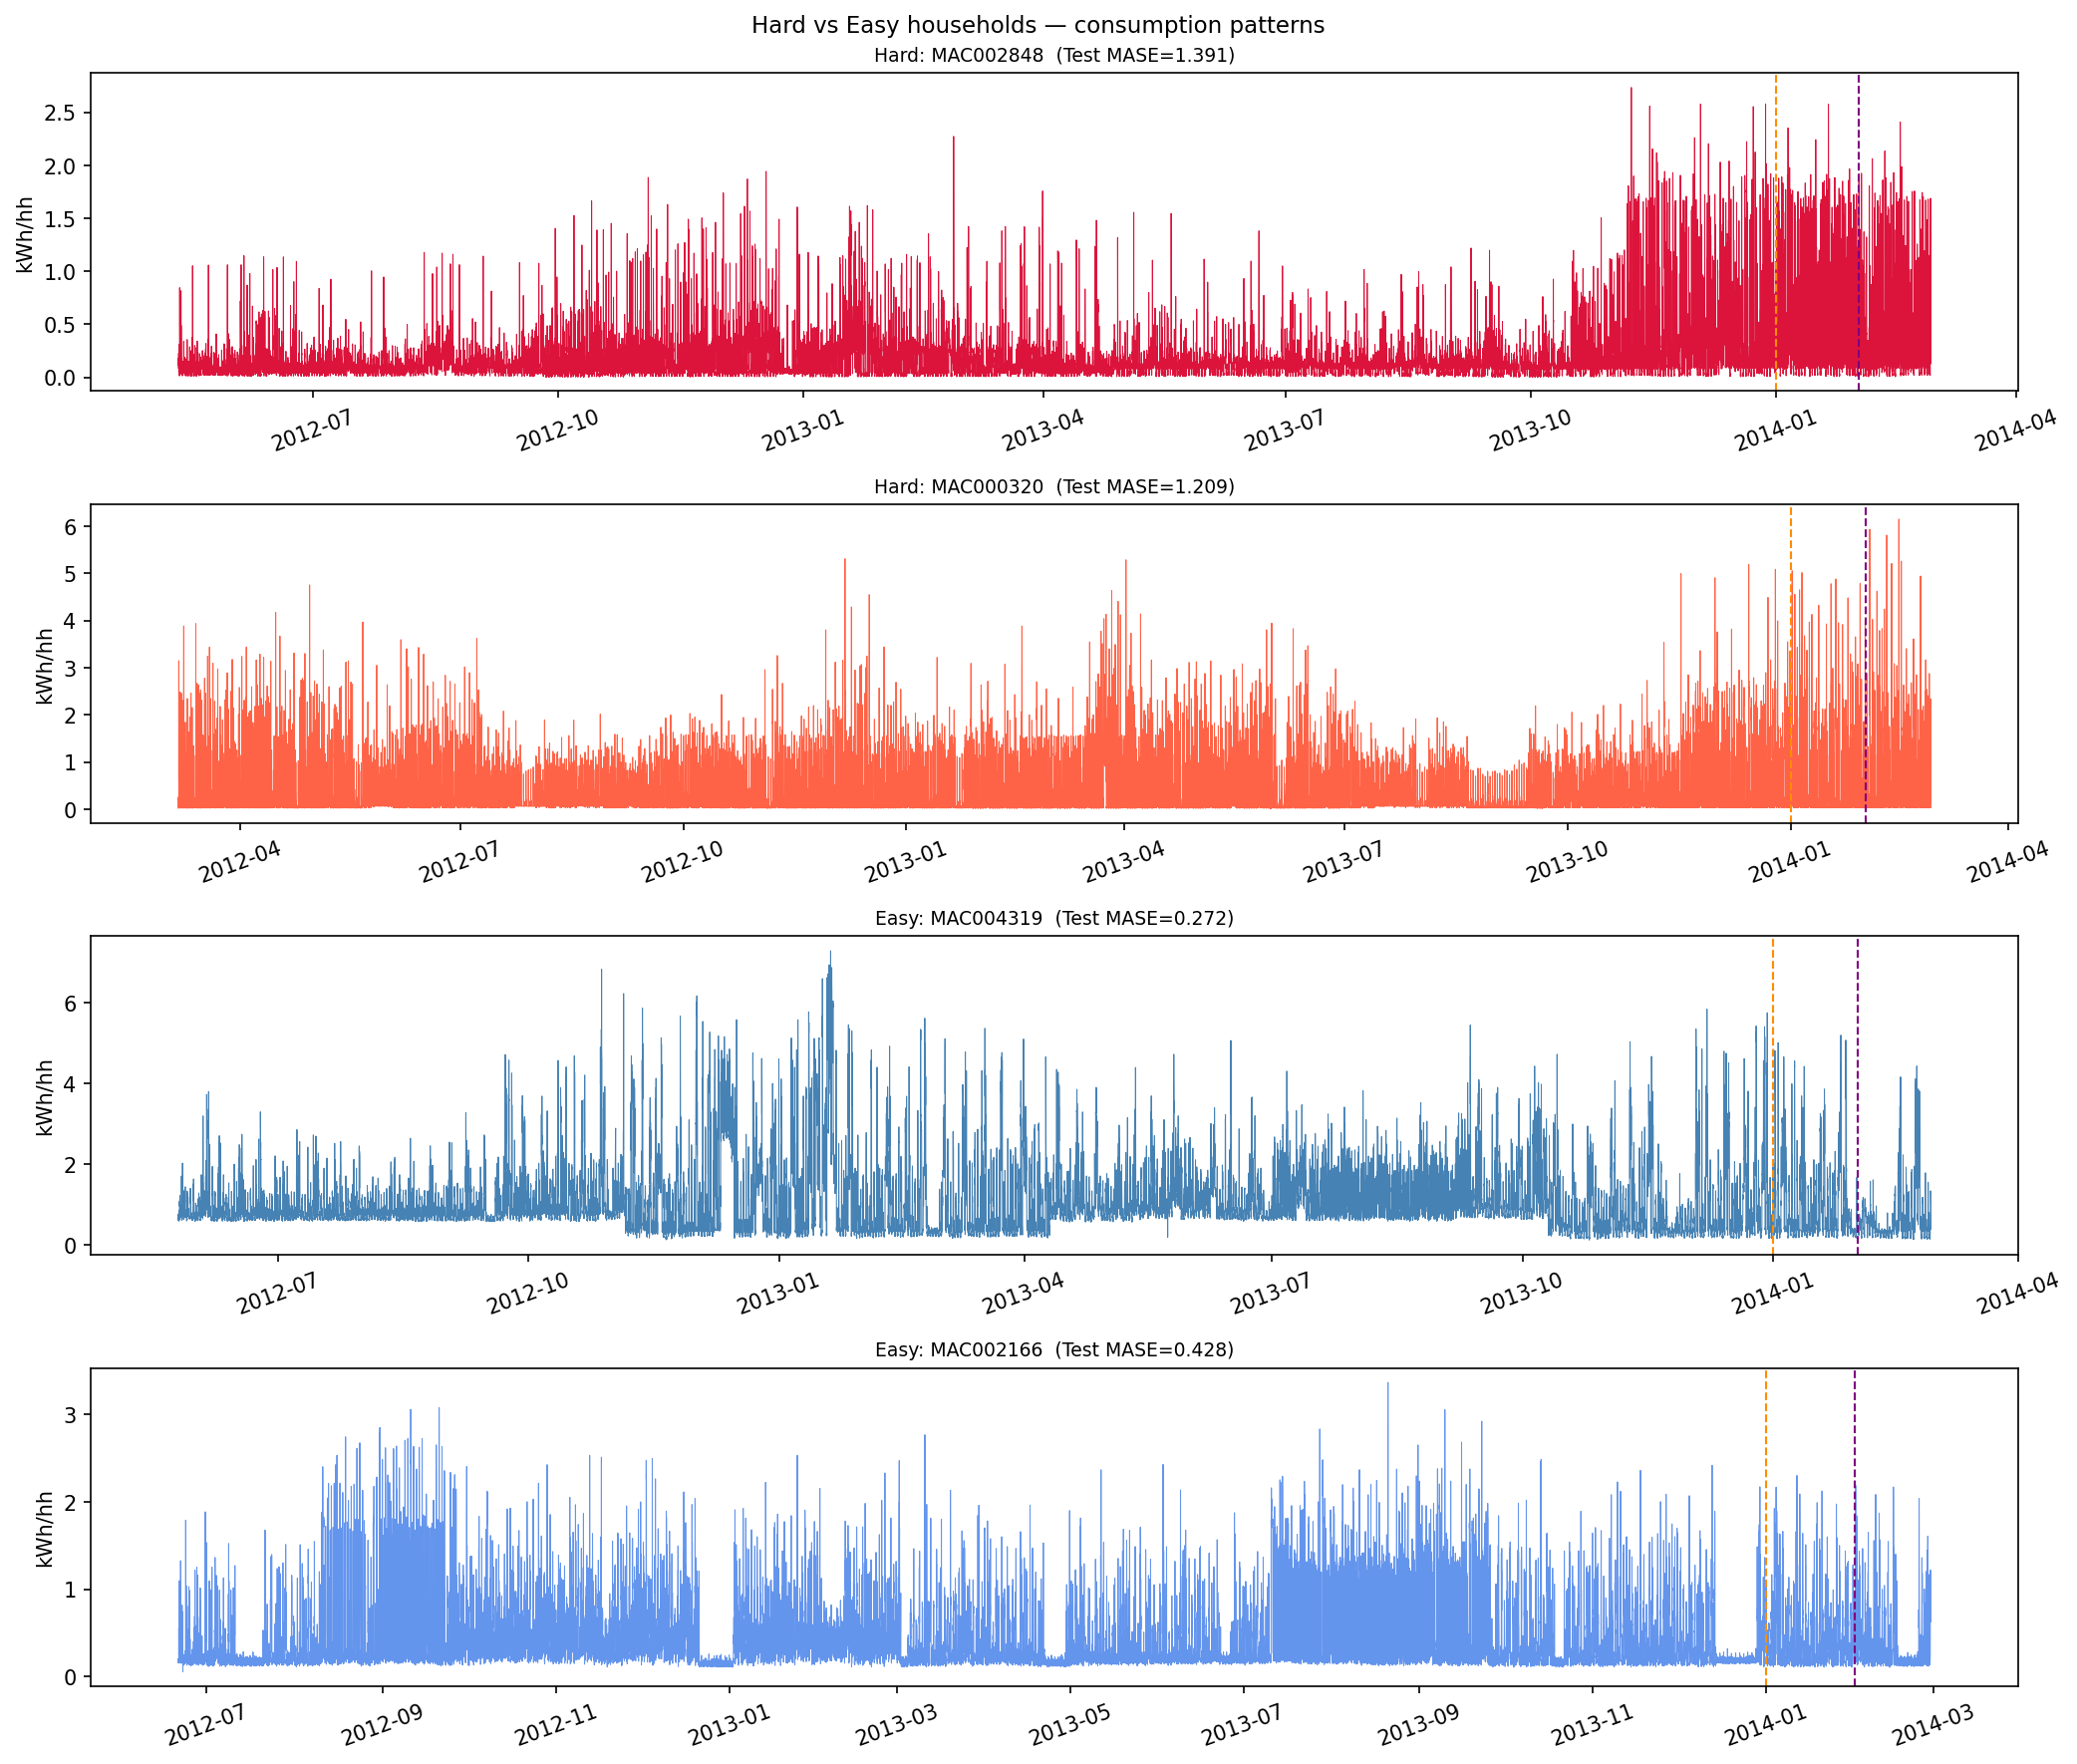 Hard vs Easy households — consumption patterns
Hard: MAC002848  (Test MASE=1.391)
kWh/hh
2.5
2.0
1.5
1.0
0.5
0.0
2012-07 2012-10 2013-01 2013-04 2013-07 2013-10 2014-01 2014-04
Hard: MAC000320  (Test MASE=1.209)
kWh/hh
6
5
4
3
2
1
0
2012-04 2012-07 2012-10 2013-01 2013-04 2013-07 2013-10 2014-01 2014-04
Easy: MAC004319  (Test MASE=0.272)
kWh/hh
6
4
2
0
2012-07 2012-10 2013-01 2013-04 2013-07 2013-10 2014-01 2014-04
Easy: MAC002166  (Test MASE=0.428)
kWh/hh
3
2
1
0
2012-07 2012-09 2012-11 2013-01 2013-03 2013-05 2013-07 2013-09 2013-11 2014-01 2014-03